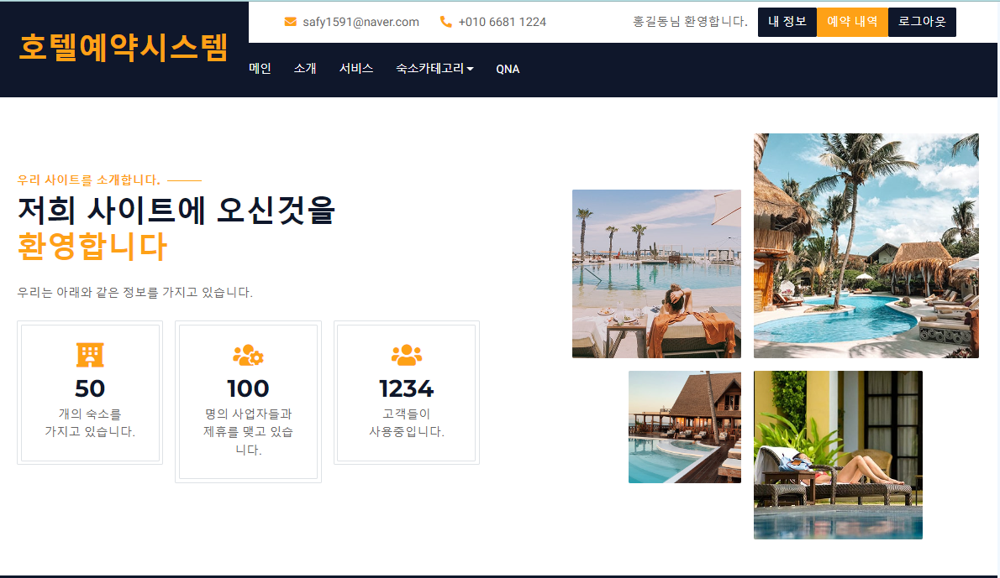 호텔예약시스템
safy1591@naver.com +010 6681 1224 홍길동님 환영합니다. 내 정보 예약 내역 로그아웃
메인 소개 서비스 숙소카테고리 QNA
우리 사이트를 소개합니다.
저희 사이트에 오신것을
환영합니다
우리는 아래와 같은 정보를 가지고 있습니다.
50
개의 숙소를
가지고 있습니다.
100
명의 사업자들과
제휴를 맺고 있습
니다.
1234
고객들이
사용중입니다.